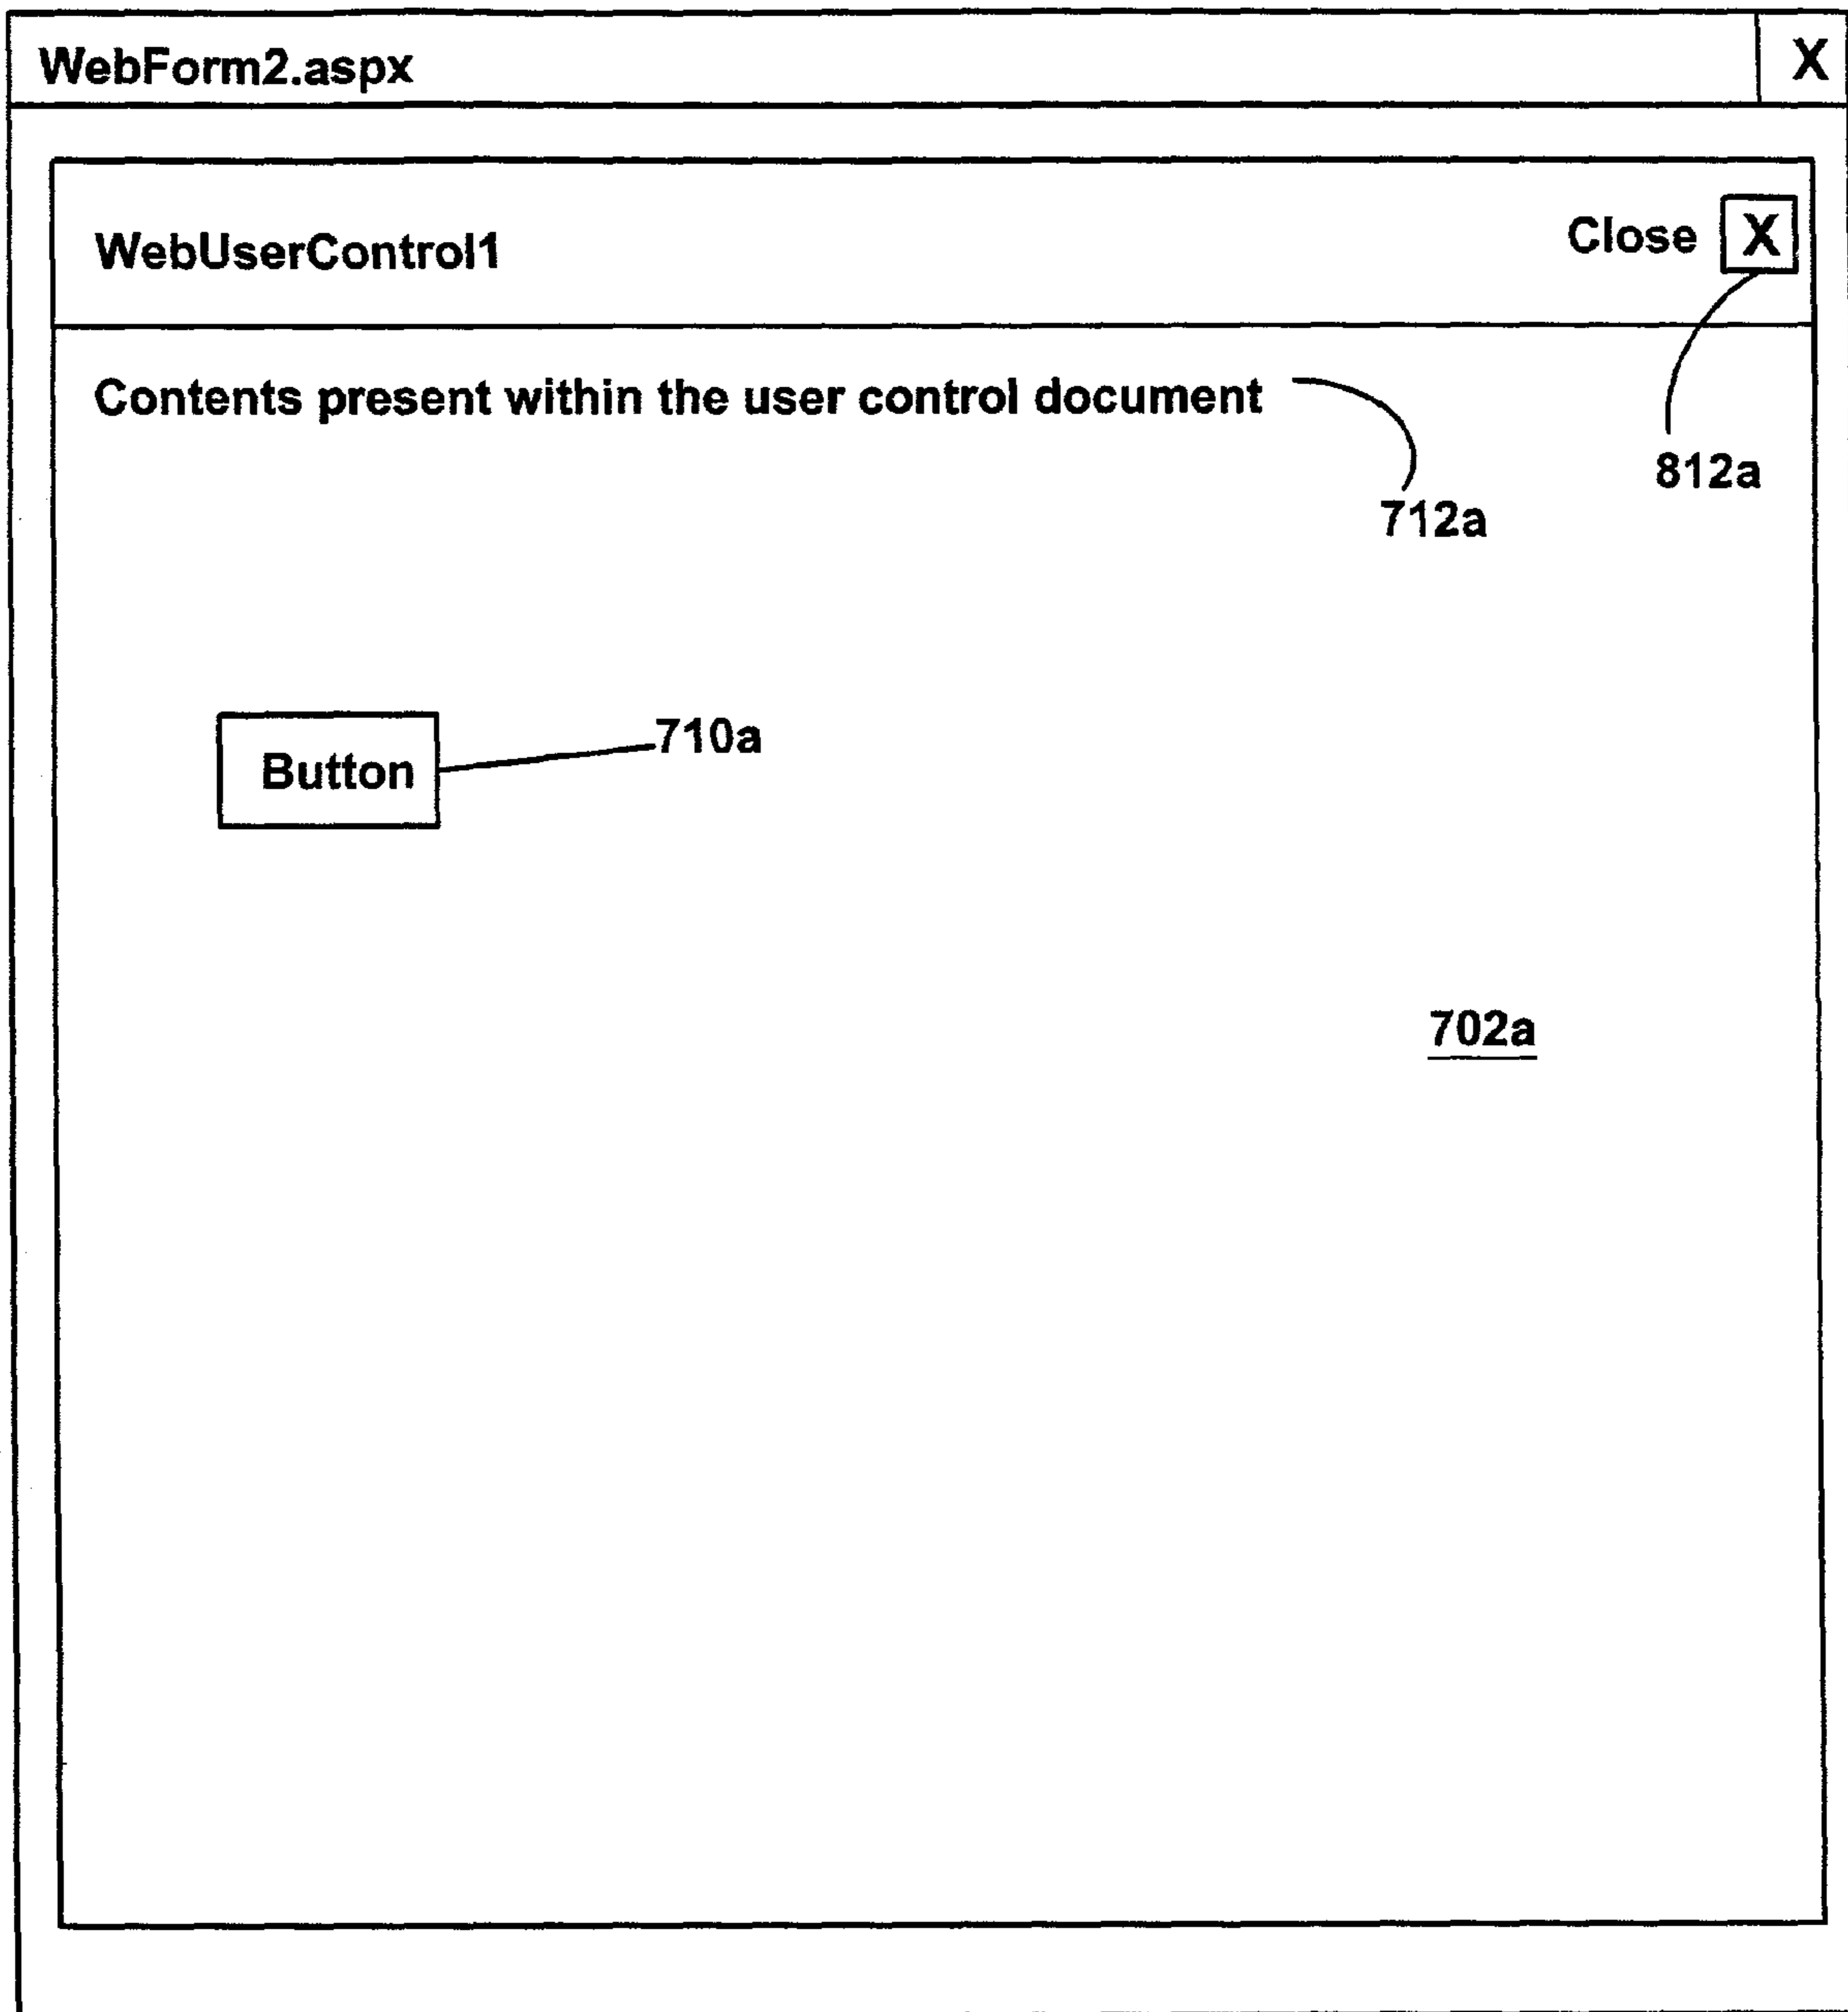 WebForm2.aspx X
WebUserControl1 Close X
Contents present within the user control document
812a
712a
710a
Button
702a